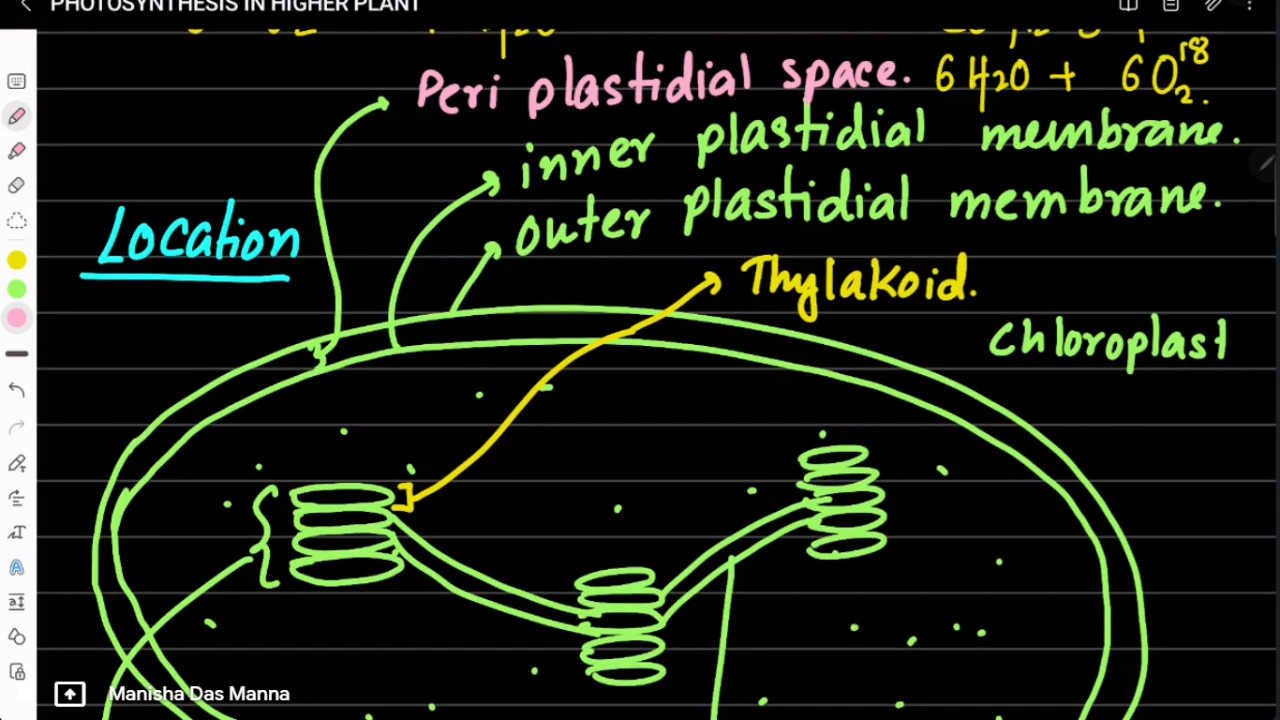 PHOTOSYNTHESIS IN HIGHER PLANT
Peri plastidial space. 6H2O + 6O2^18.
inner plastidial membrane.
outer plastidial membrane.
Location
Thylakoid.
Chloroplast
Manisha Das Manna